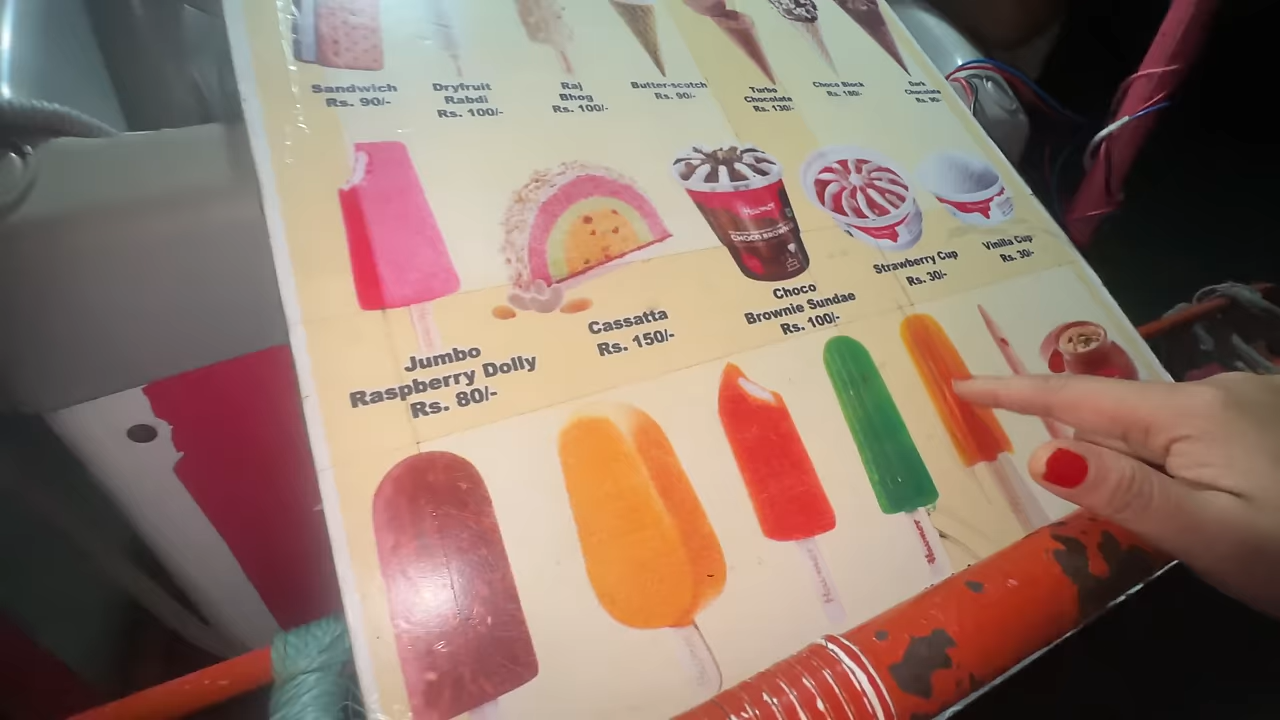 Sandwich
Rs. 90/-
Dryfruit
Rabdi
Rs. 100/-
Raj
Bhog
Rs. 100/-
Butter-scotch
Rs. 90/-
Turbo
Chocolate
Rs. 130/-
Choco Block
Dark
Chocolate
Jumbo
Raspberry Dolly
Rs. 80/-
Cassatta
Rs. 150/-
CHOCO BROWNIE
Choco
Brownie Sundae
Rs. 100/-
Strawberry Cup
Rs. 30/-
Vanilla Cup
Rs. 30/-